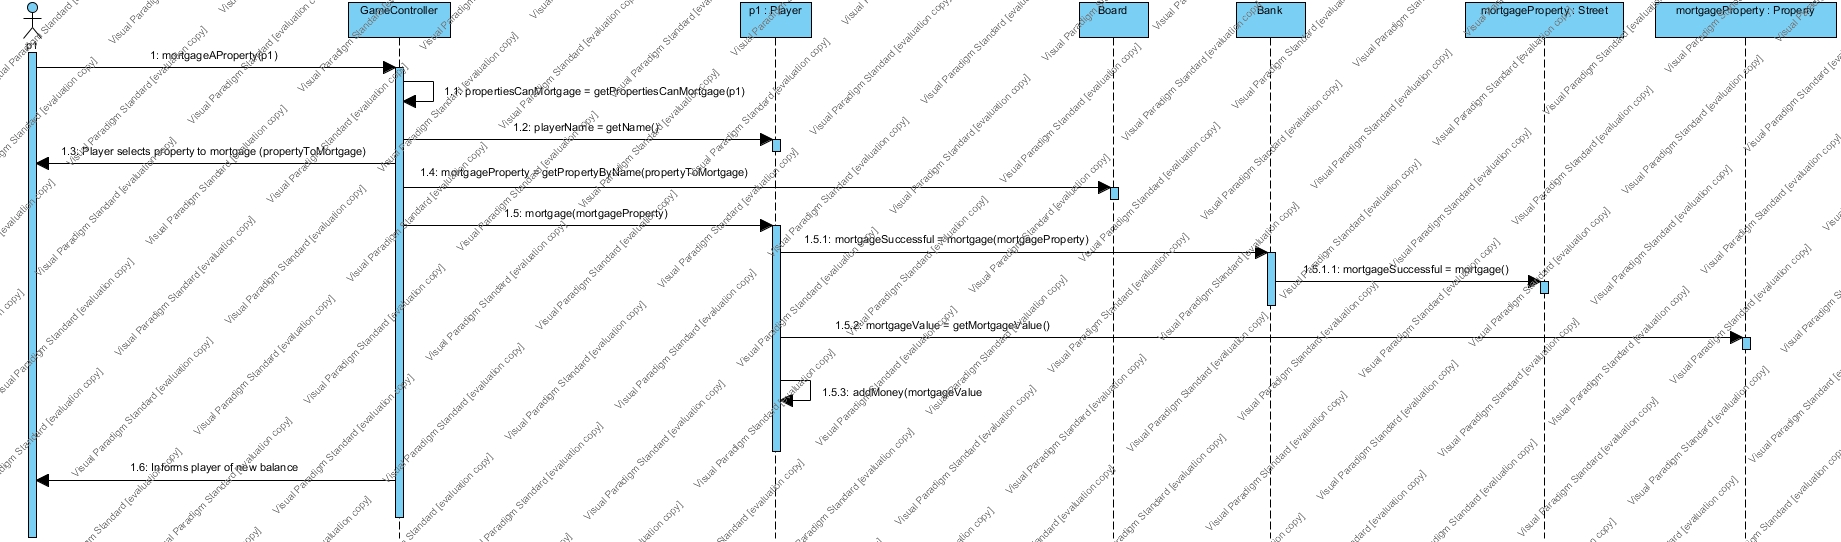 p1
GameController
p1 : Player
Board
Bank
mortgageProperty : Street
mortgageProperty : Property
1: mortgageAProperty(p1)
1.1: propertiesCanMortgage = getPropertiesCanMortgage(p1)
1.2: playerName = getName()
1.3: Player selects property to mortgage (propertyToMortgage)
1.4: mortgageProperty = getPropertyByName(propertyToMortgage)
1.5: mortgage(mortgageProperty)
1.5.1: mortgageSuccessful = mortgage(mortgageProperty)
1.5.1.1: mortgageSuccessful = mortgage()
1.5.2: mortgageValue = getMortgageValue()
1.5.3: addMoney(mortgageValue
1.6: Informs player of new balance
Visual Paradigm Standard [evaluation copy]